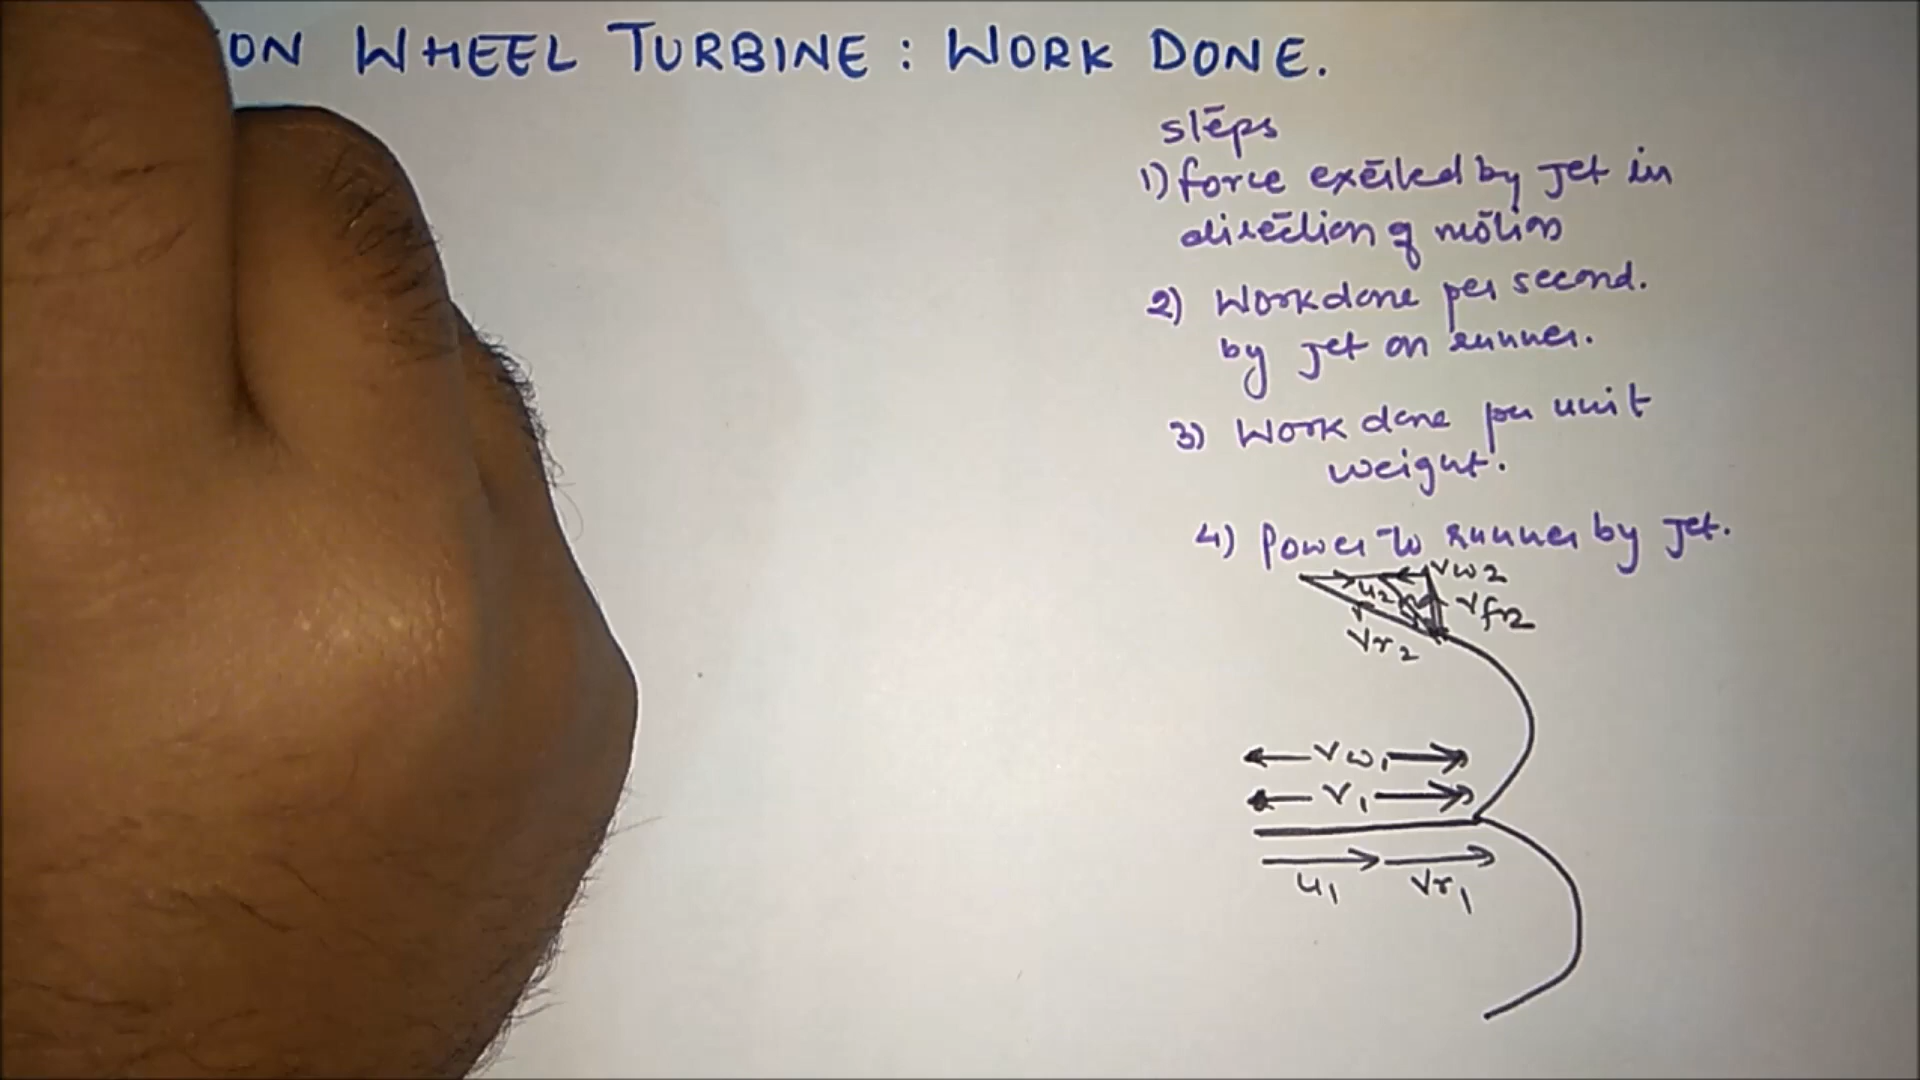 ON WHEEL TURBINE : WORK DONE.
steps
1) force exerted by Jet in
direction of motion
2) Workdone per second.
by Jet on runner.
3) Work done per unit
weight.
4) Power to runner by Jet.
Vw2
u2
Vf2
Vr2
Vw1
V1
u1 Vr1